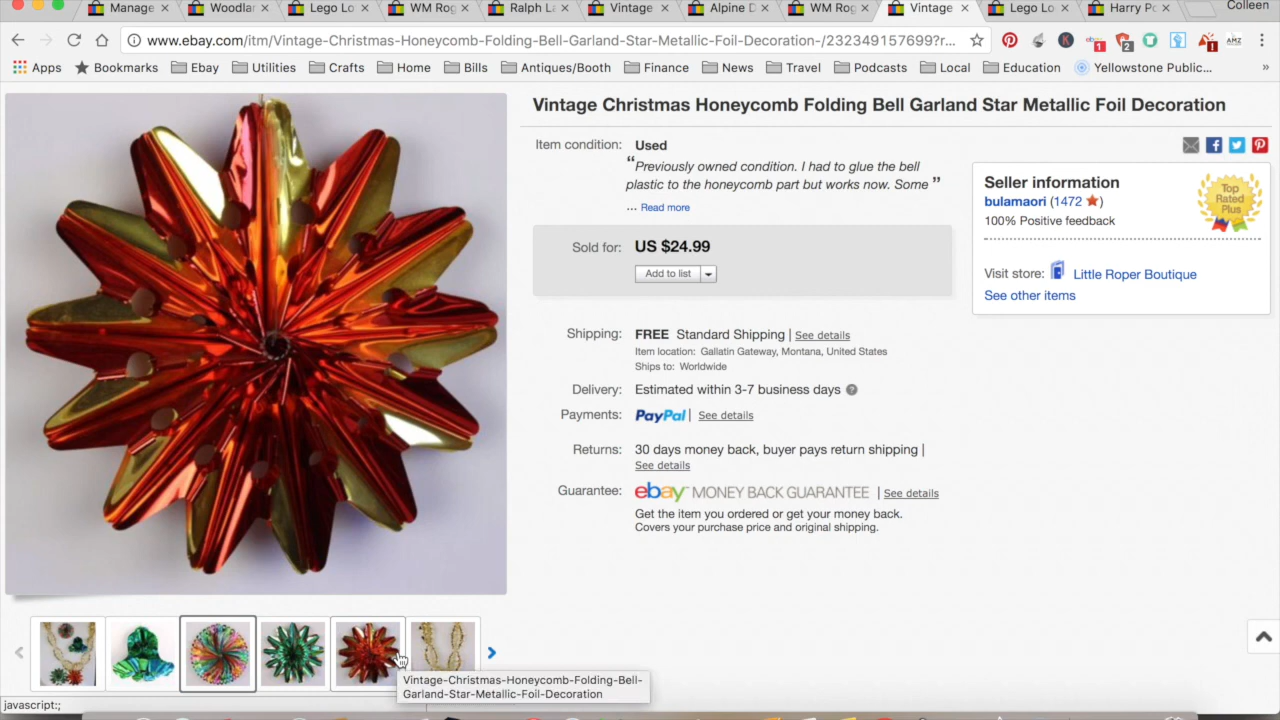 Manage
Woodlan
Lego Lo
WM Rog
Ralph La
Vintage
Alpine D
WM Rog
Vintage
Lego Lo
Harry Po
Colleen
www.ebay.com/itm/Vintage-Christmas-Honeycomb-Folding-Bell-Garland-Star-Metallic-Foil-Decoration-/232349157699?r...
Apps
Bookmarks
Ebay
Utilities
Crafts
Home
Bills
Antiques/Booth
Finance
News
Travel
Podcasts
Local
Education
Yellowstone Public...
»
Vintage Christmas Honeycomb Folding Bell Garland Star Metallic Foil Decoration
Item condition: Used
“Previously owned condition. I had to glue the bell
plastic to the honeycomb part but works now. Some ”
... Read more
Sold for: US $24.99
Add to list
Shipping: FREE Standard Shipping | See details
Item location: Gallatin Gateway, Montana, United States
Ships to: Worldwide
Delivery: Estimated within 3-7 business days
Payments: PayPal | See details
Returns: 30 days money back, buyer pays return shipping |
See details
Guarantee: ebay MONEY BACK GUARANTEE | See details
Get the item you ordered or get your money back.
Covers your purchase price and original shipping.
Seller information
bulamaori (1472 )
100% Positive feedback
Top
Rated
Plus
Visit store: Little Roper Boutique
See other items
Vintage-Christmas-Honeycomb-Folding-Bell-
Garland-Star-Metallic-Foil-Decoration
javascript:;